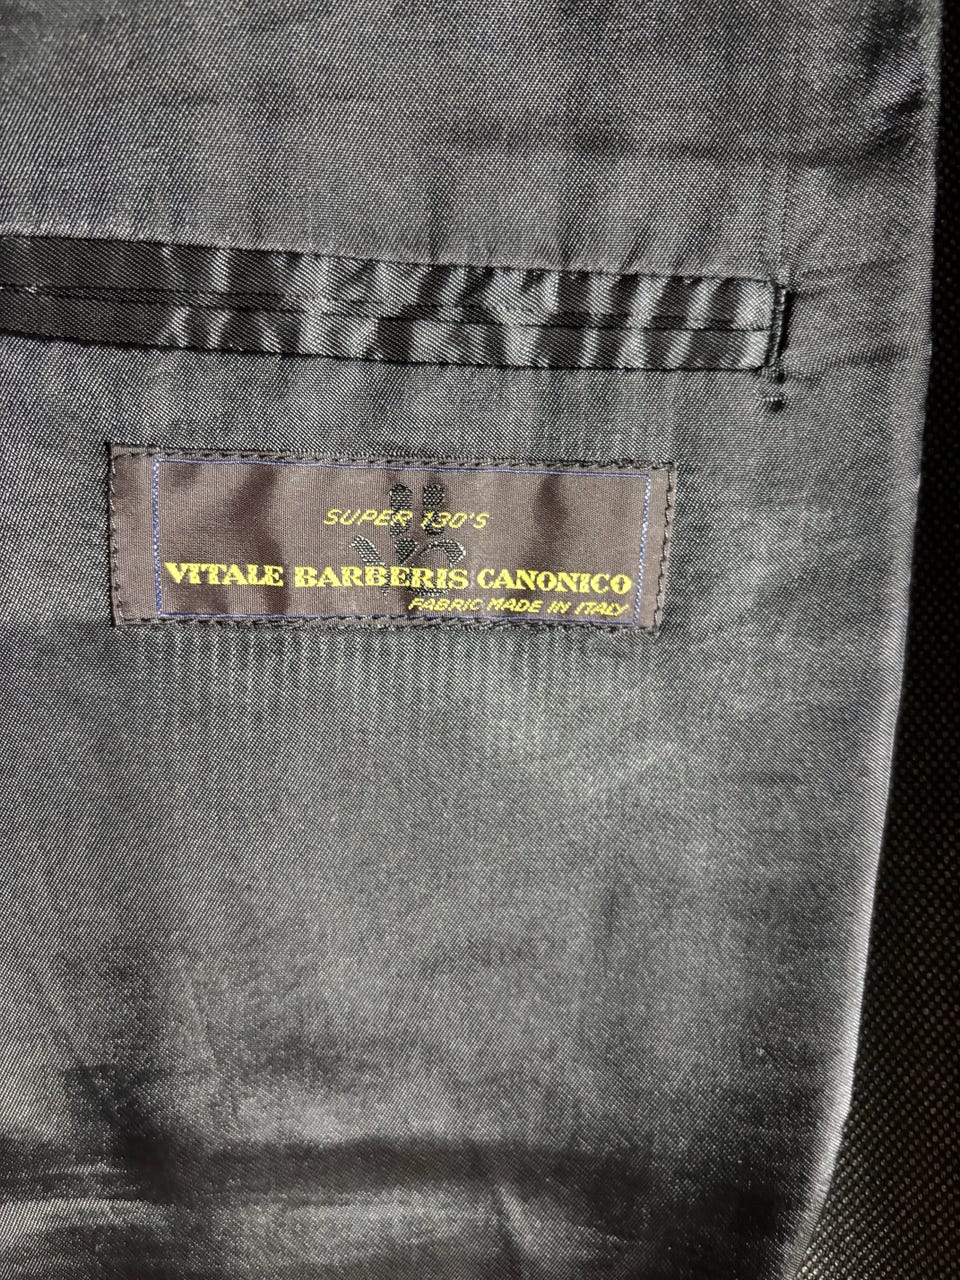 SUPER 130'S
VITALE BARBERIS CANONICO
FABRIC MADE IN ITALY